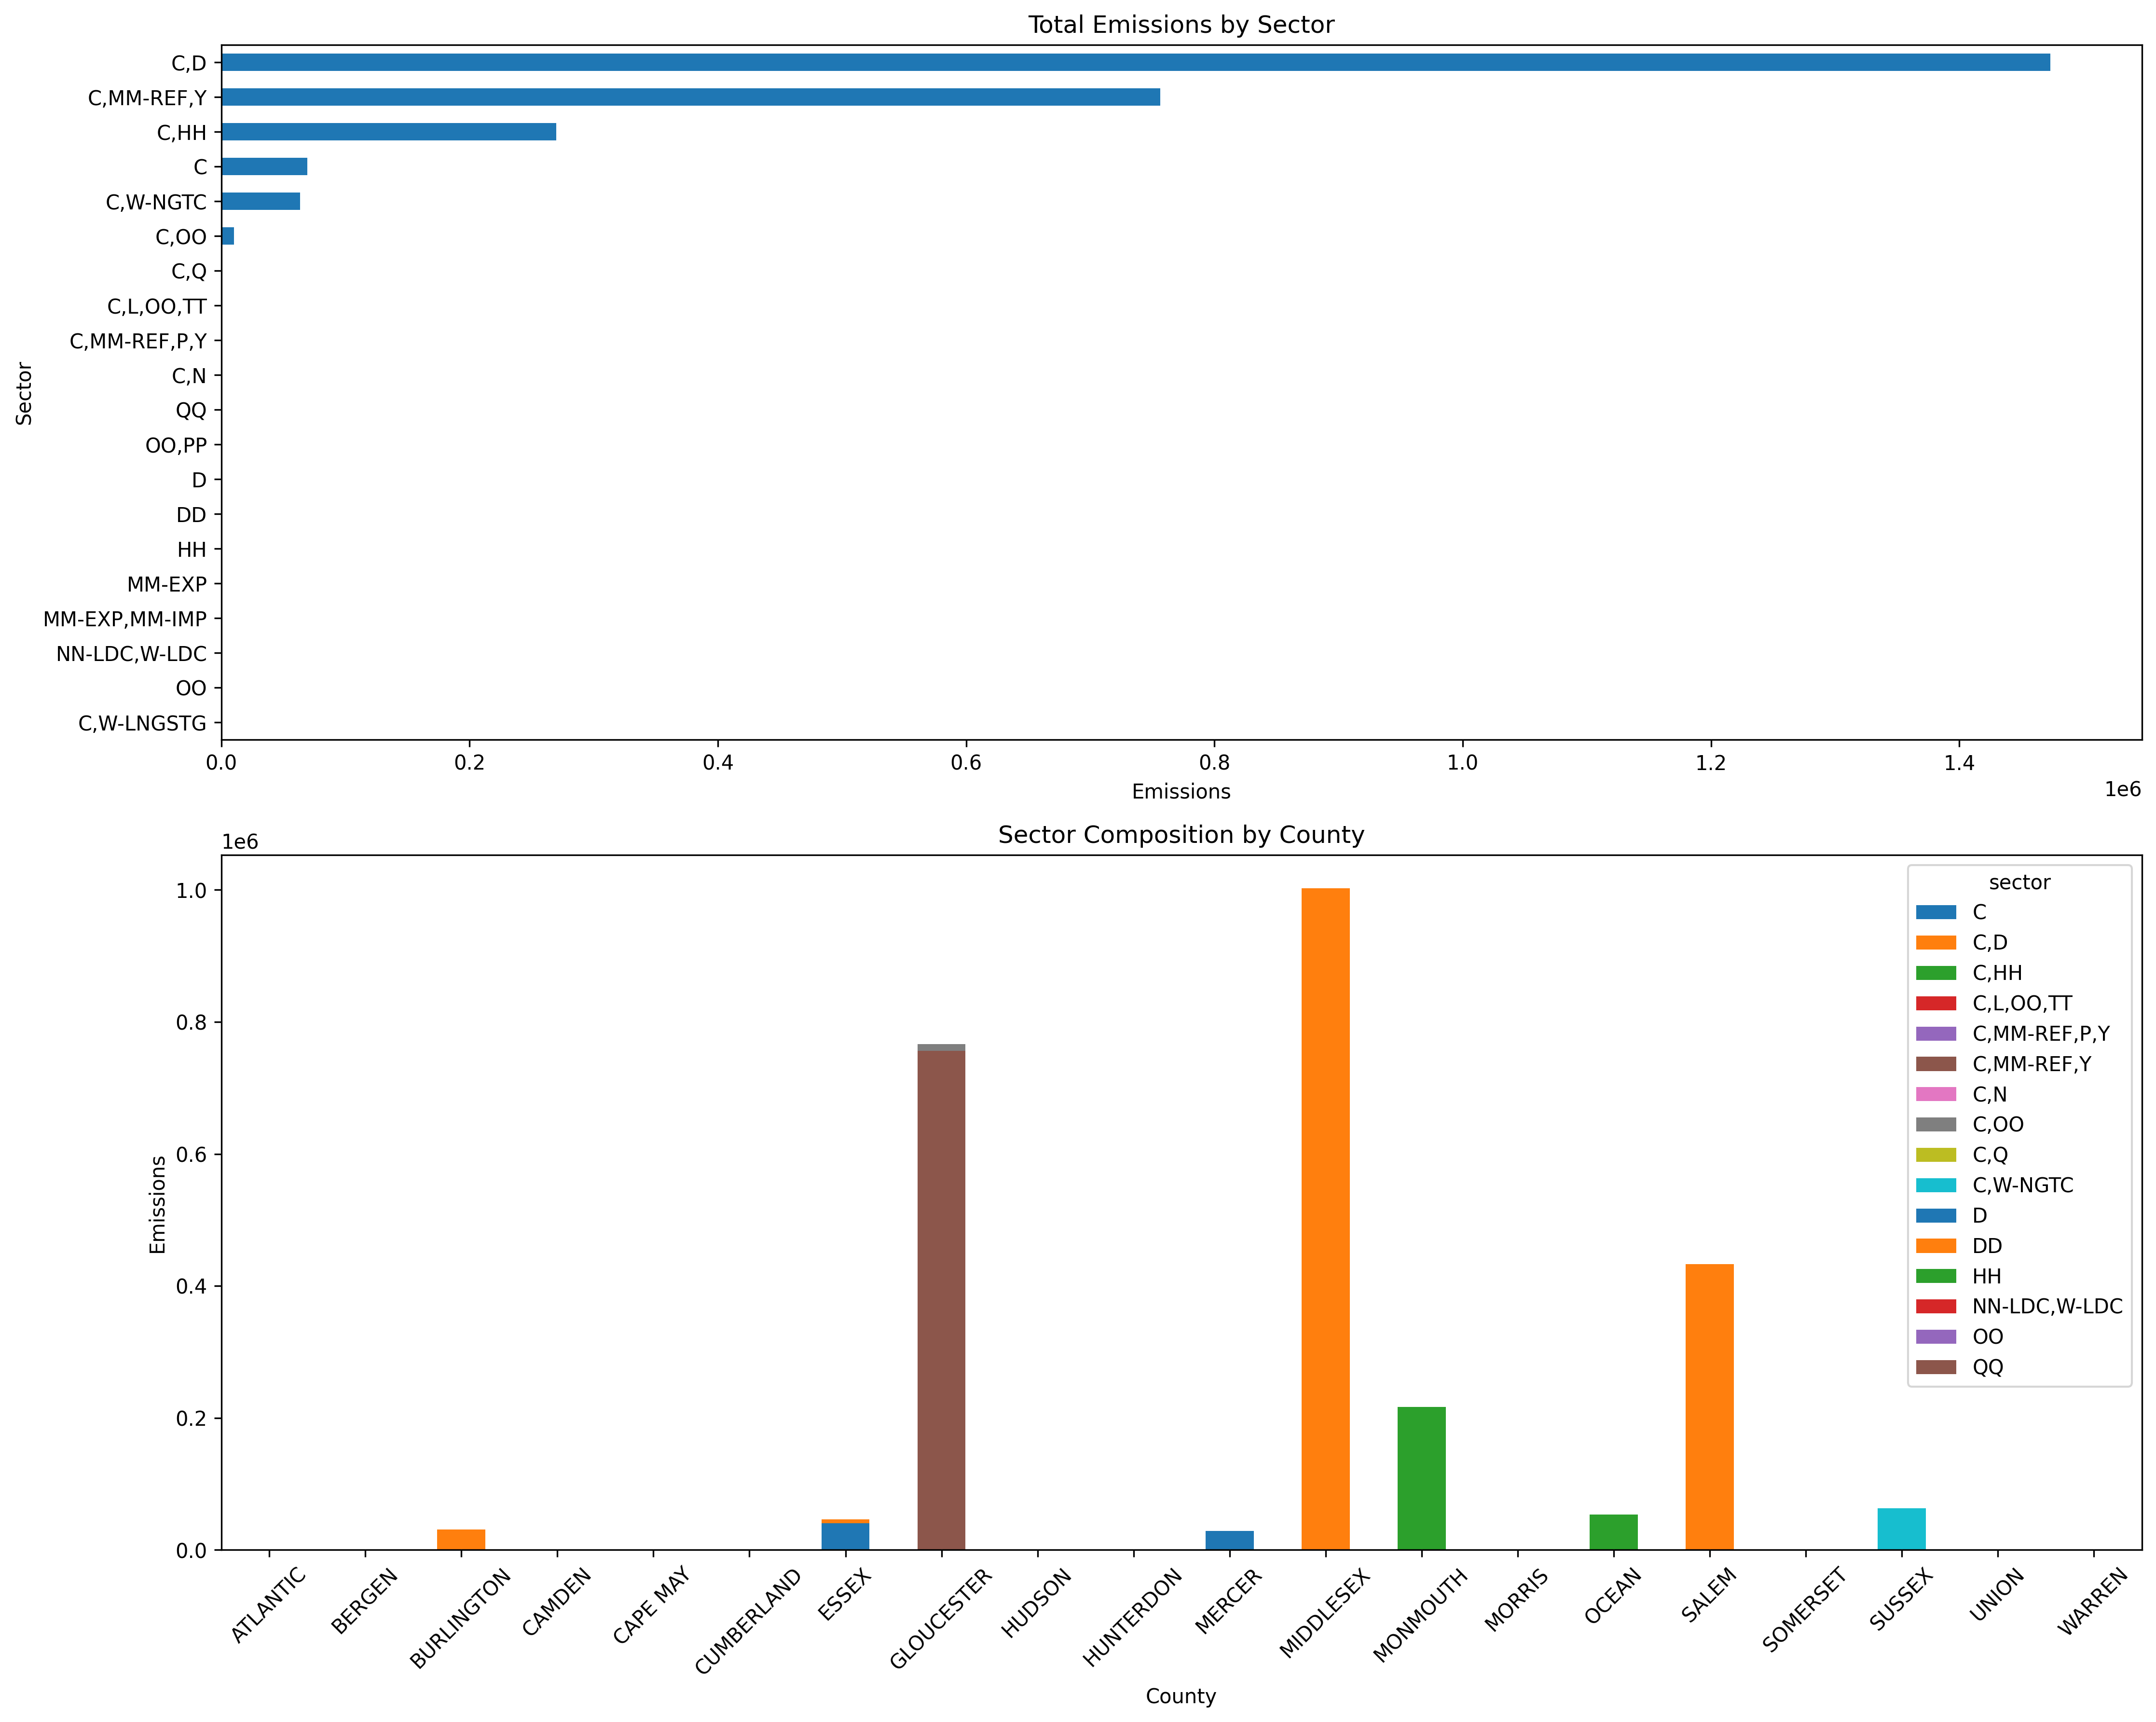 Total Emissions by Sector
Sector
C,D
C,MM-REF,Y
C,HH
C
C,W-NGTC
C,OO
C,Q
C,L,OO,TT
C,MM-REF,P,Y
C,N
QQ
OO,PP
D
DD
HH
MM-EXP
MM-EXP,MM-IMP
NN-LDC,W-LDC
OO
C,W-LNGSTG
0.0 0.2 0.4 0.6 0.8 1.0 1.2 1.4
Emissions
1e6
Sector Composition by County
1e6
Emissions
1.0
0.8
0.6
0.4
0.2
0.0
sector
C
C,D
C,HH
C,L,OO,TT
C,MM-REF,P,Y
C,MM-REF,Y
C,N
C,OO
C,Q
C,W-NGTC
D
DD
HH
NN-LDC,W-LDC
OO
QQ
ATLANTIC BERGEN BURLINGTON CAMDEN CAPE MAY CUMBERLAND ESSEX GLOUCESTER HUDSON HUNTERDON MERCER MIDDLESEX MONMOUTH MORRIS OCEAN SALEM SOMERSET SUSSEX UNION WARREN
County